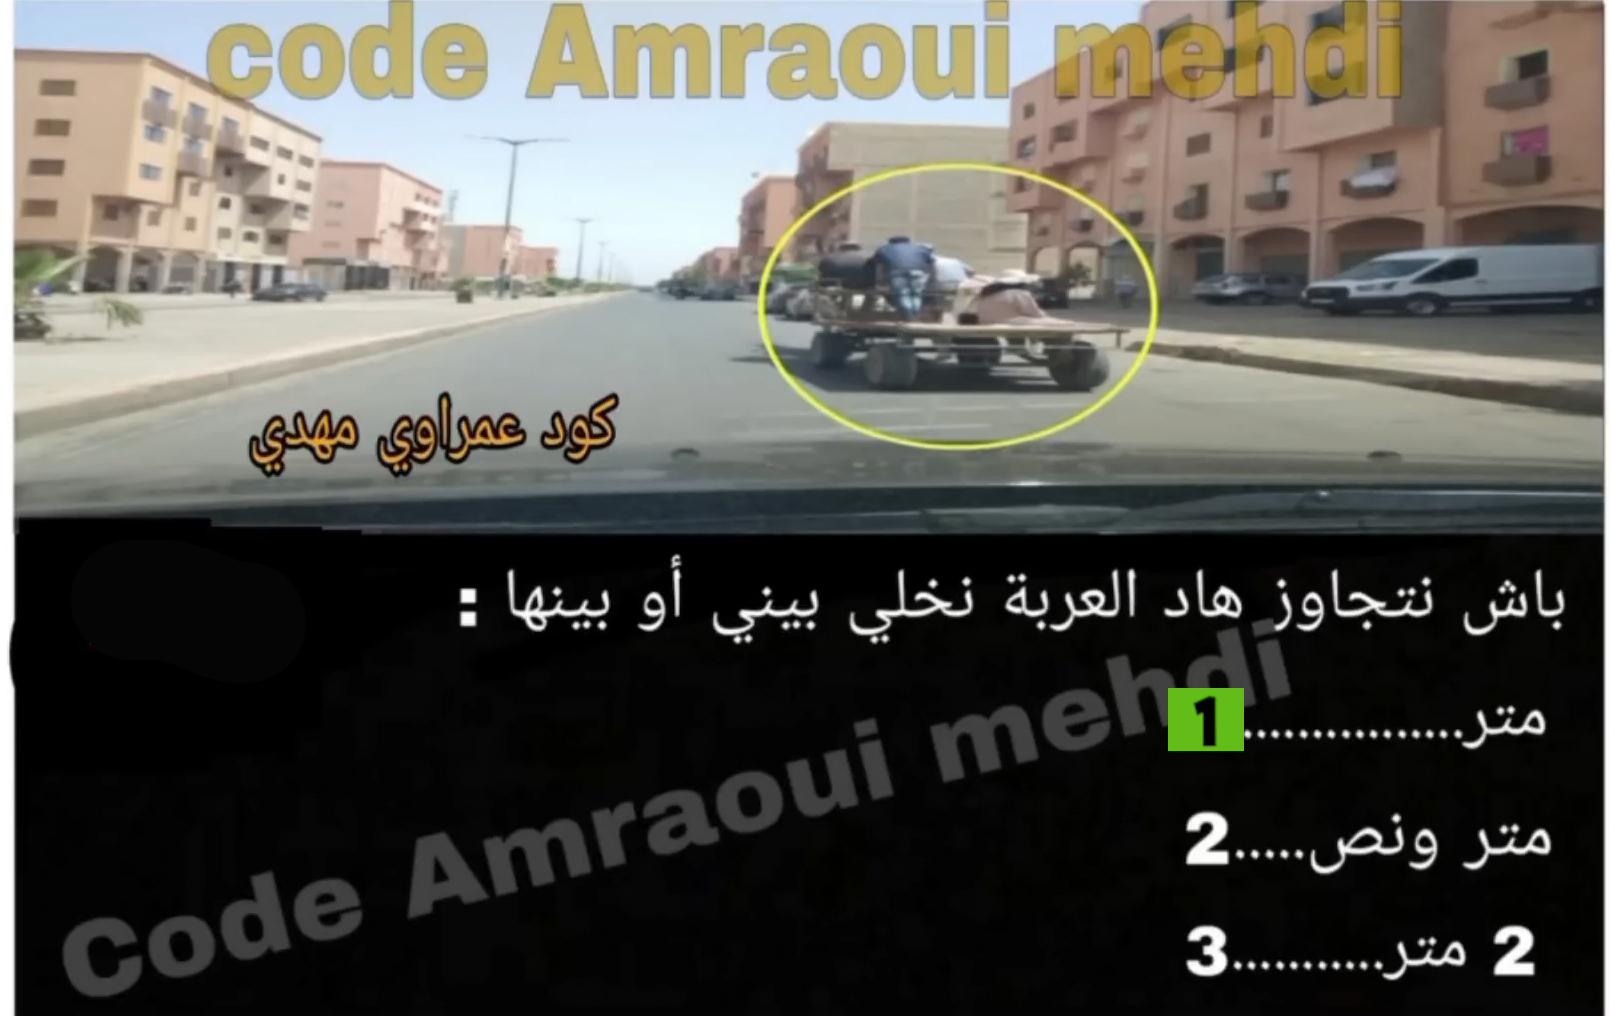 code Amraoui mehdi
كود عمراوي مهدي
باش نتجاوز هاد العربة نخلي بيني أو بينها :
متر................1
متر ونص.....2
2 متر...........3
Code Amraoui mehdi